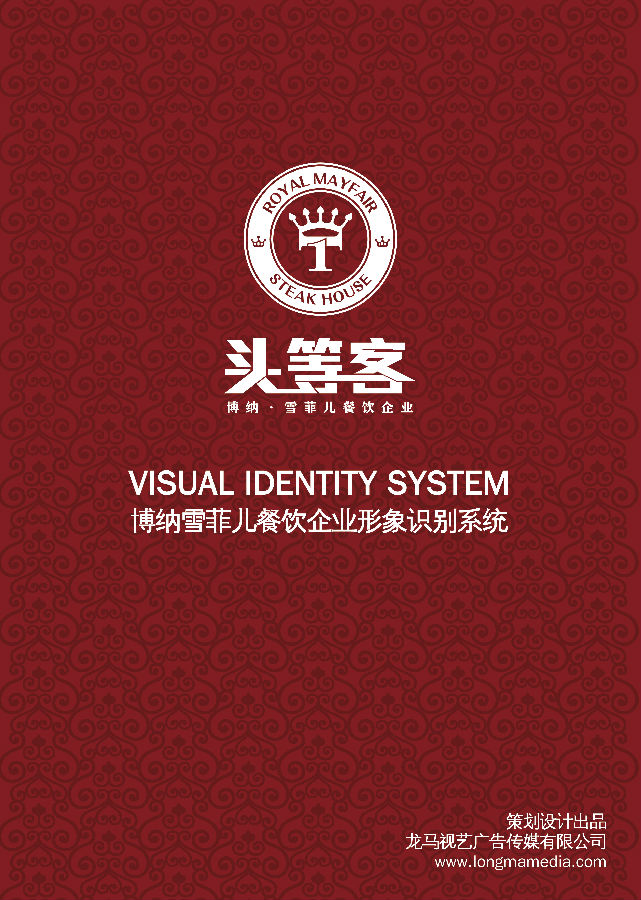 ROYAL MAYFAIR
T
STEAK HOUSE
头等客
博纳·雪菲儿餐饮企业
VISUAL IDENTITY SYSTEM
博纳雪菲儿餐饮企业形象识别系统
策划设计出品
龙马视艺广告传媒有限公司
www.longmamedia.com